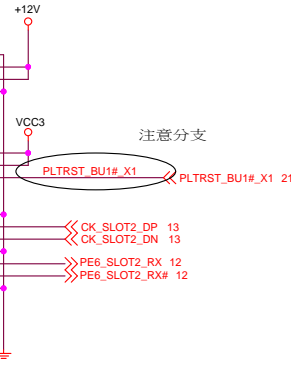 +12V
VCC3
注意分支
PLTRST_BU1#_X1
PLTRST_BU1#_X1 21
CK_SLOT2_DP 13
CK_SLOT2_DN 13
PE6_SLOT2_RX 12
PE6_SLOT2_RX# 12